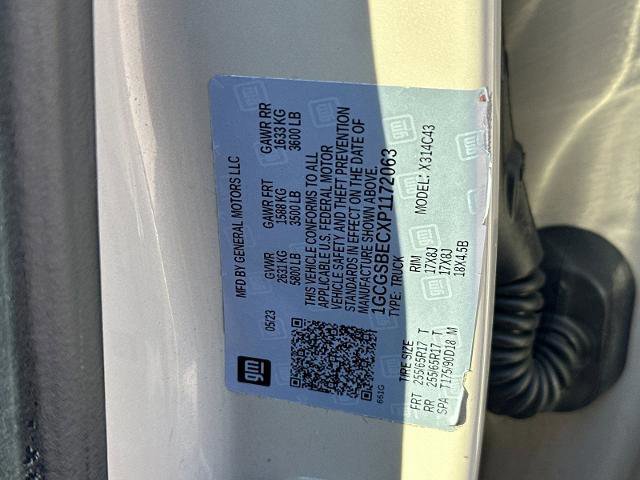 gm
MFD BY GENERAL MOTORS LLC
05/23 GVWR GAWR FRT GAWR RR
2631 KG 1588 KG 1633 KG
5800 LB 3500 LB 3600 LB
THIS VEHICLE CONFORMS TO ALL
APPLICABLE U.S. FEDERAL MOTOR
VEHICLE SAFETY AND THEFT PREVENTION
STANDARDS IN EFFECT ON THE DATE OF
MANUFACTURE SHOWN ABOVE.
1GCGSBECXP1172063
TYPE: TRUCK MODEL: X314C43
661G
TIRE SIZE RIM
FRT 255/65R17 T 17X8J
RR 255/65R17 T 17X8J
SPA T175/90D18 M 18X4.5B